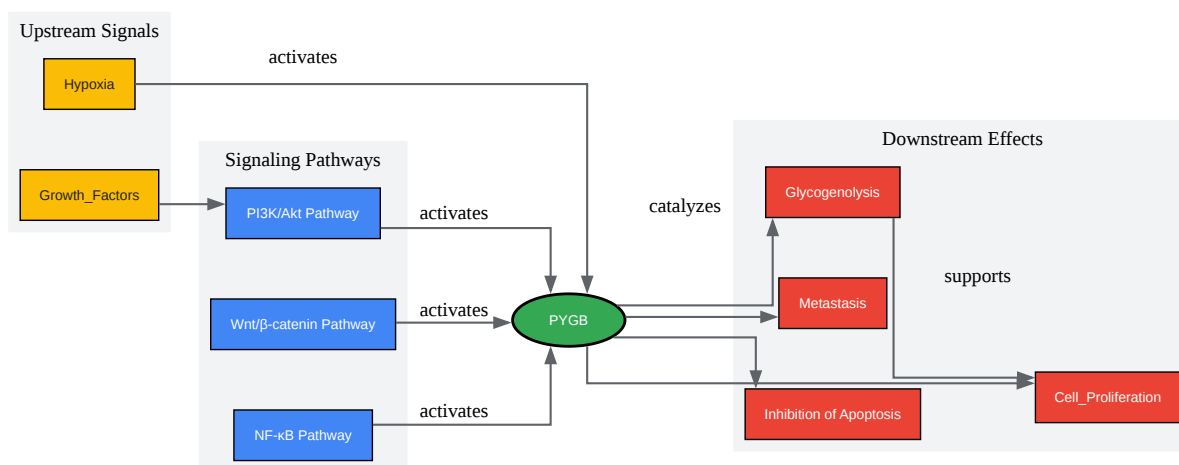 Upstream Signals
activates
Hypoxia
Signaling Pathways
Downstream Effects
Growth_Factors
PI3K/Akt Pathway
activates
catalyzes
Glycogenolysis
supports
Wnt/β-catenin Pathway
activates
PYGB
Metastasis
NF-κB Pathway
activates
Inhibition of Apoptosis
Cell_Proliferation